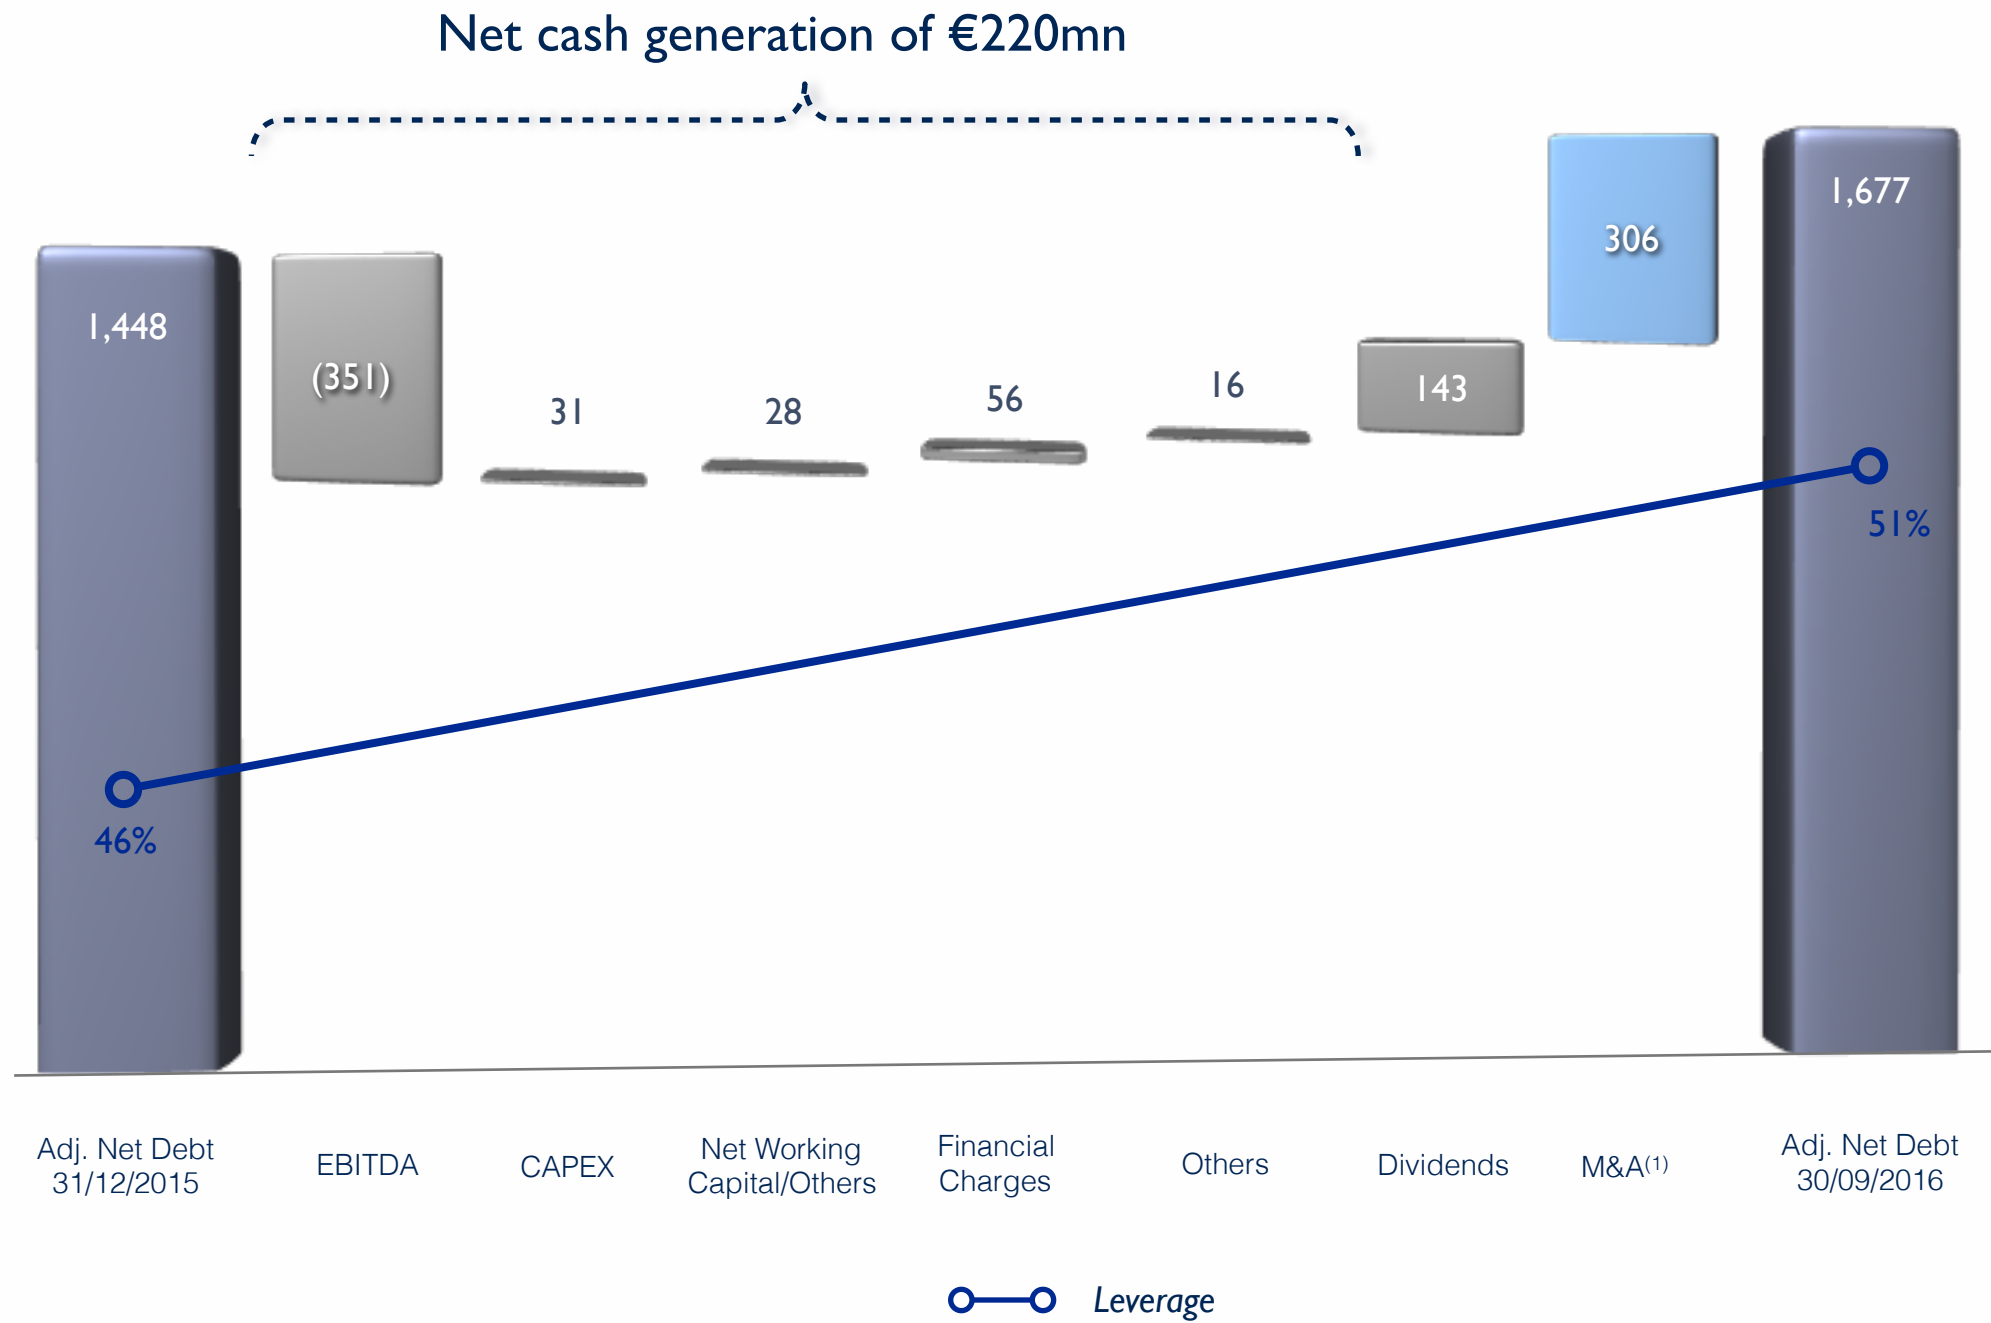 Net cash generation of €220mn
1,448
(351)
31
28
56
16
143
306
1,677
46%
51%
Adj. Net Debt
31/12/2015
EBITDA
CAPEX
Net Working
Capital/Others
Financial
Charges
Others
Dividends
M&A(1)
Adj. Net Debt
30/09/2016
Leverage